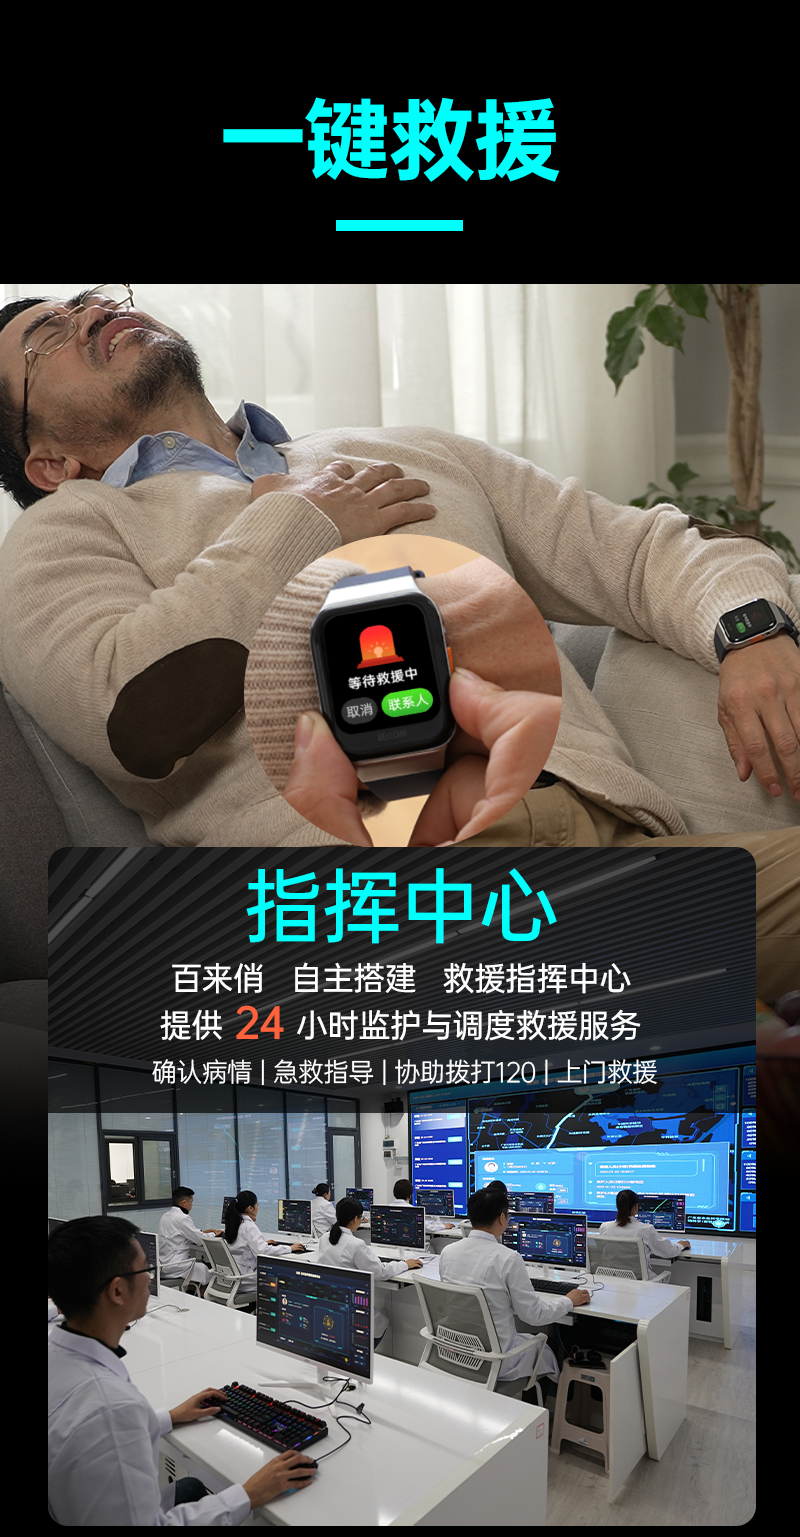 一键救援
等待救援中
取消 联系人
指挥中心
百来俏 自主搭建 救援指挥中心
提供 24 小时监护与调度救援服务
确认病情 | 急救指导 | 协助拨打120 | 上门救援